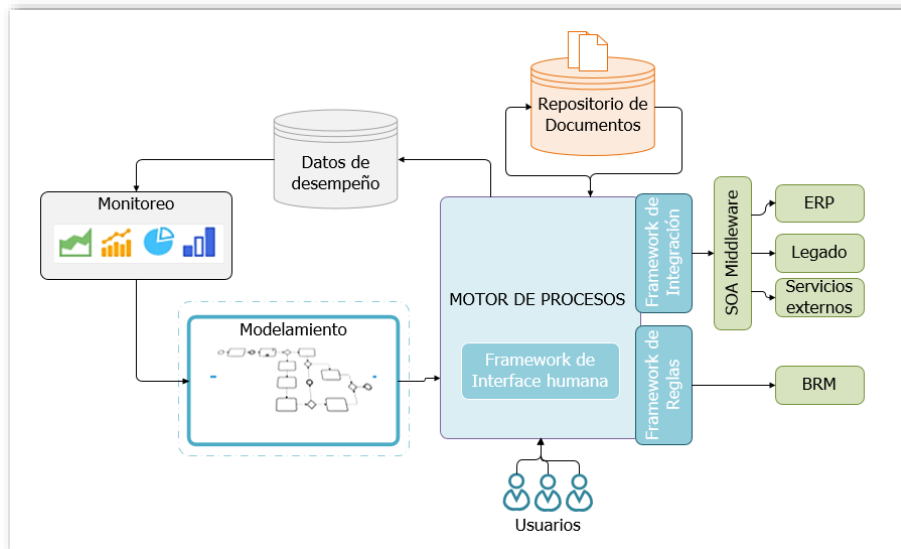 Repositorio de
Documentos
Datos de
desempeño
Monitoreo
Modelamiento
MOTOR DE PROCESOS
Framework de
Interface humana
Framework de
Integración
Framework de
Reglas
SOA Middleware
ERP
Legado
Servicios
externos
BRM
Usuarios